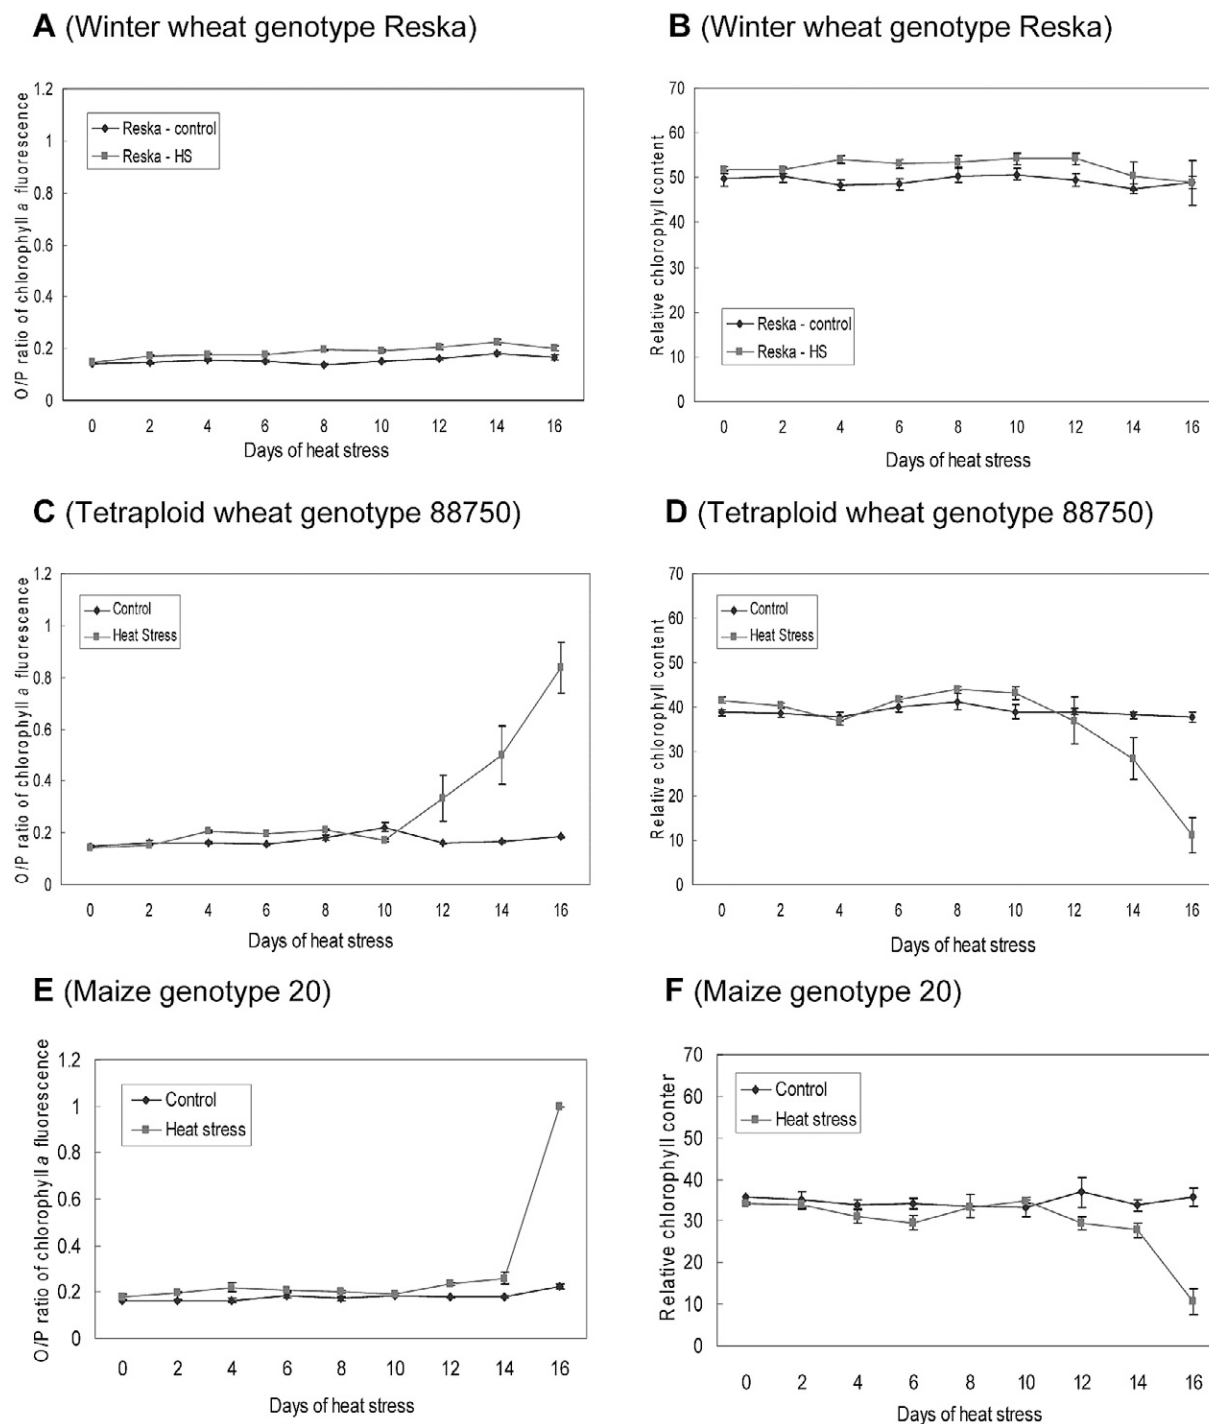 A (Winter wheat genotype Reska)
O/P ratio of chlorophyll a fluorescence
1.2
1
0.8
0.6
0.4
0.2
0
Reska - control
Reska - HS
0 2 4 6 8 10 12 14 16
Days of heat stress
B (Winter wheat genotype Reska)
Relative chlorophyll content
70
60
50
40
30
20
10
0
Reska - control
Reska - HS
0 2 4 6 8 10 12 14 16
Days of heat stress
C (Tetraploid wheat genotype 88750)
O/P ratio of chlorophyll a fluorescence
1.2
1
0.8
0.6
0.4
0.2
0
Control
Heat Stress
0 2 4 6 8 10 12 14 16
Days of heat stress
D (Tetraploid wheat genotype 88750)
Relative chlorophyll content
70
60
50
40
30
20
10
0
Control
Heat Stress
0 2 4 6 8 10 12 14 16
Days of heat stress
E (Maize genotype 20)
O/P ratio of chlorophyll a fluorescence
1.2
1
0.8
0.6
0.4
0.2
0
Control
Heat stress
0 2 4 6 8 10 12 14 16
Days of heat stress
F (Maize genotype 20)
Relative chlorophyll conter
70
60
50
40
30
20
10
0
Control
Heat stress
0 2 4 6 8 10 12 14 16
Days of heat stress